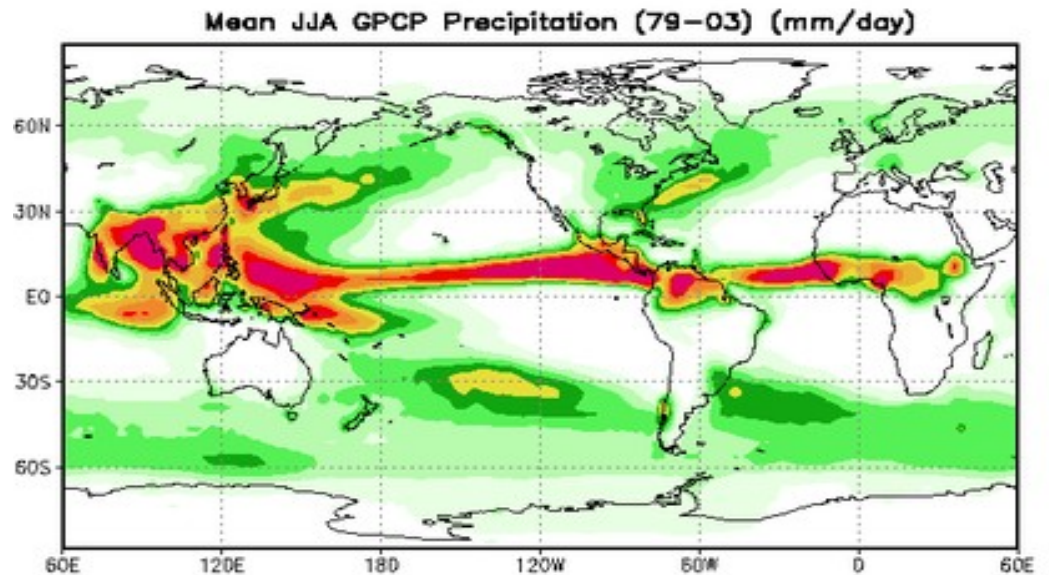 Mean JJA GPCP Precipitation (79-03) (mm/day)
60N
30N
EQ
30S
60S
60E 120E 180 120W 60W 0 60E